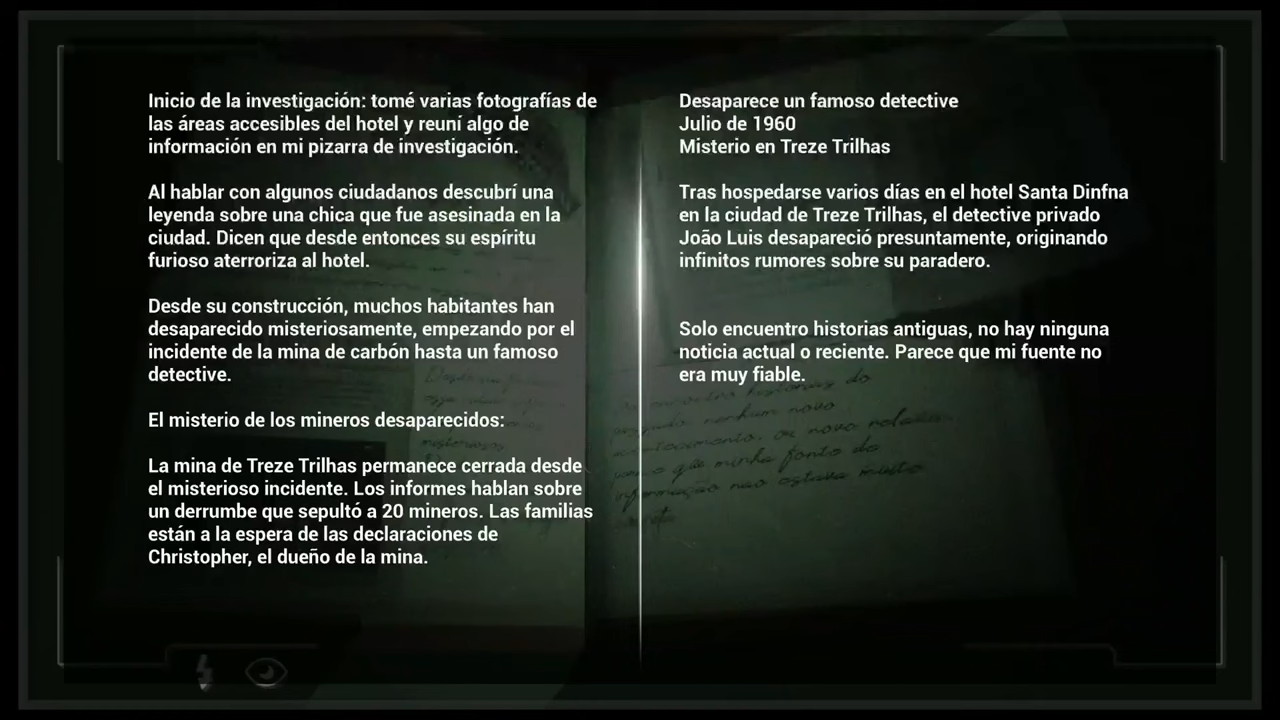 Inicio de la investigación: tomé varias fotografías de
las áreas accesibles del hotel y reuní algo de
información en mi pizarra de investigación.
Al hablar con algunos ciudadanos descubrí una
leyenda sobre una chica que fue asesinada en la
ciudad. Dicen que desde entonces su espíritu
furioso aterroriza al hotel.
Desde su construcción, muchos habitantes han
desaparecido misteriosamente, empezando por el
incidente de la mina de carbón hasta un famoso
detective.
El misterio de los mineros desaparecidos:
La mina de Treze Trilhas permanece cerrada desde
el misterioso incidente. Los informes hablan sobre
un derrumbe que sepultó a 20 mineros. Las familias
están a la espera de las declaraciones de
Christopher, el dueño de la mina.
Desaparece un famoso detective
Julio de 1960
Misterio en Treze Trilhas
Tras hospedarse varios días en el hotel Santa Dinfna
en la ciudad de Treze Trilhas, el detective privado
João Luis desapareció presuntamente, originando
infinitos rumores sobre su paradero.
Solo encuentro historias antiguas, no hay ninguna
noticia actual o reciente. Parece que mi fuente no
era muy fiable.
historias do
nenhum novo
que minha fonte de